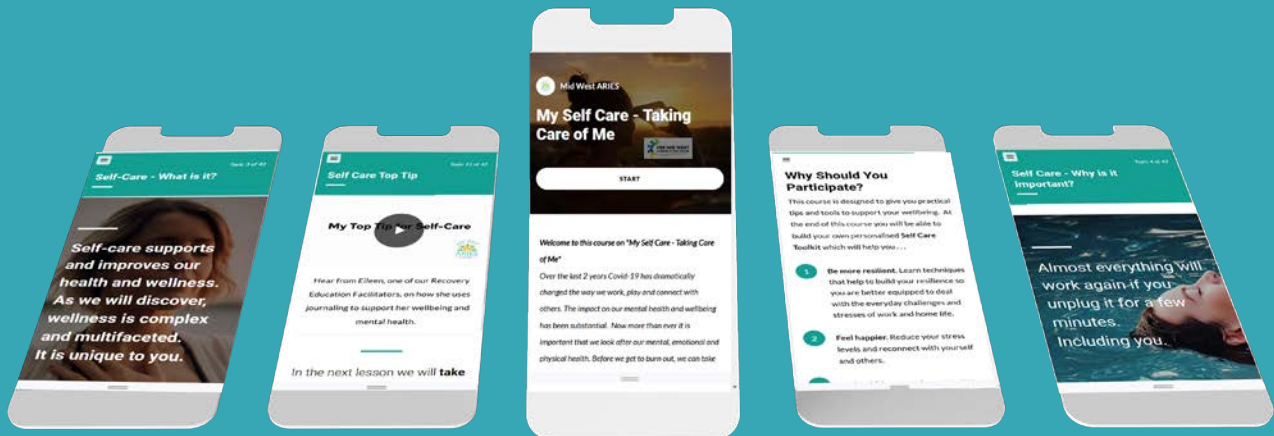 Topic 3 of 42
Self-Care - What is it?
Self-care supports
and improves our
health and wellness.
As we will discover,
wellness is complex
and multifaceted.
It is unique to you.
Self Care Top Tip
My Top Tip for Self-Care
ARIES
Hear from Eileen, one of our Recovery
Education Facilitators, on how she uses
journaling to support her wellbeing and
mental health.
In the next lesson we will take
Mid West ARIES
My Self Care - Taking
Care of Me
START
Welcome to this course on "My Self Care - Taking Care
of Me"
Over the last 2 years Covid-19 has dramatically
changed the way we work, play and connect with
others. The impact on our mental health and wellbeing
has been substantial. Now more than ever it is
important that we look after our mental, emotional and
physical health. Before we get to burn out, we can take
Why Should You
Participate?
This course is designed to give you practical
tips and tools to support your wellbeing. At
the end of this course you will be able to
build your own personalised Self Care
Toolkit which will help you . . .
1 Be more resilient. Learn techniques
that help to build your resilience so
you are better equipped to deal
with the everyday challenges and
stresses of work and home life.
2 Feel happier. Reduce your stress
levels and reconnect with yourself
and others.
Topic 4 of 42
Self Care - Why is it
Important?
Almost everything will
work again if you
unplug it for a few
minutes.
Including you.